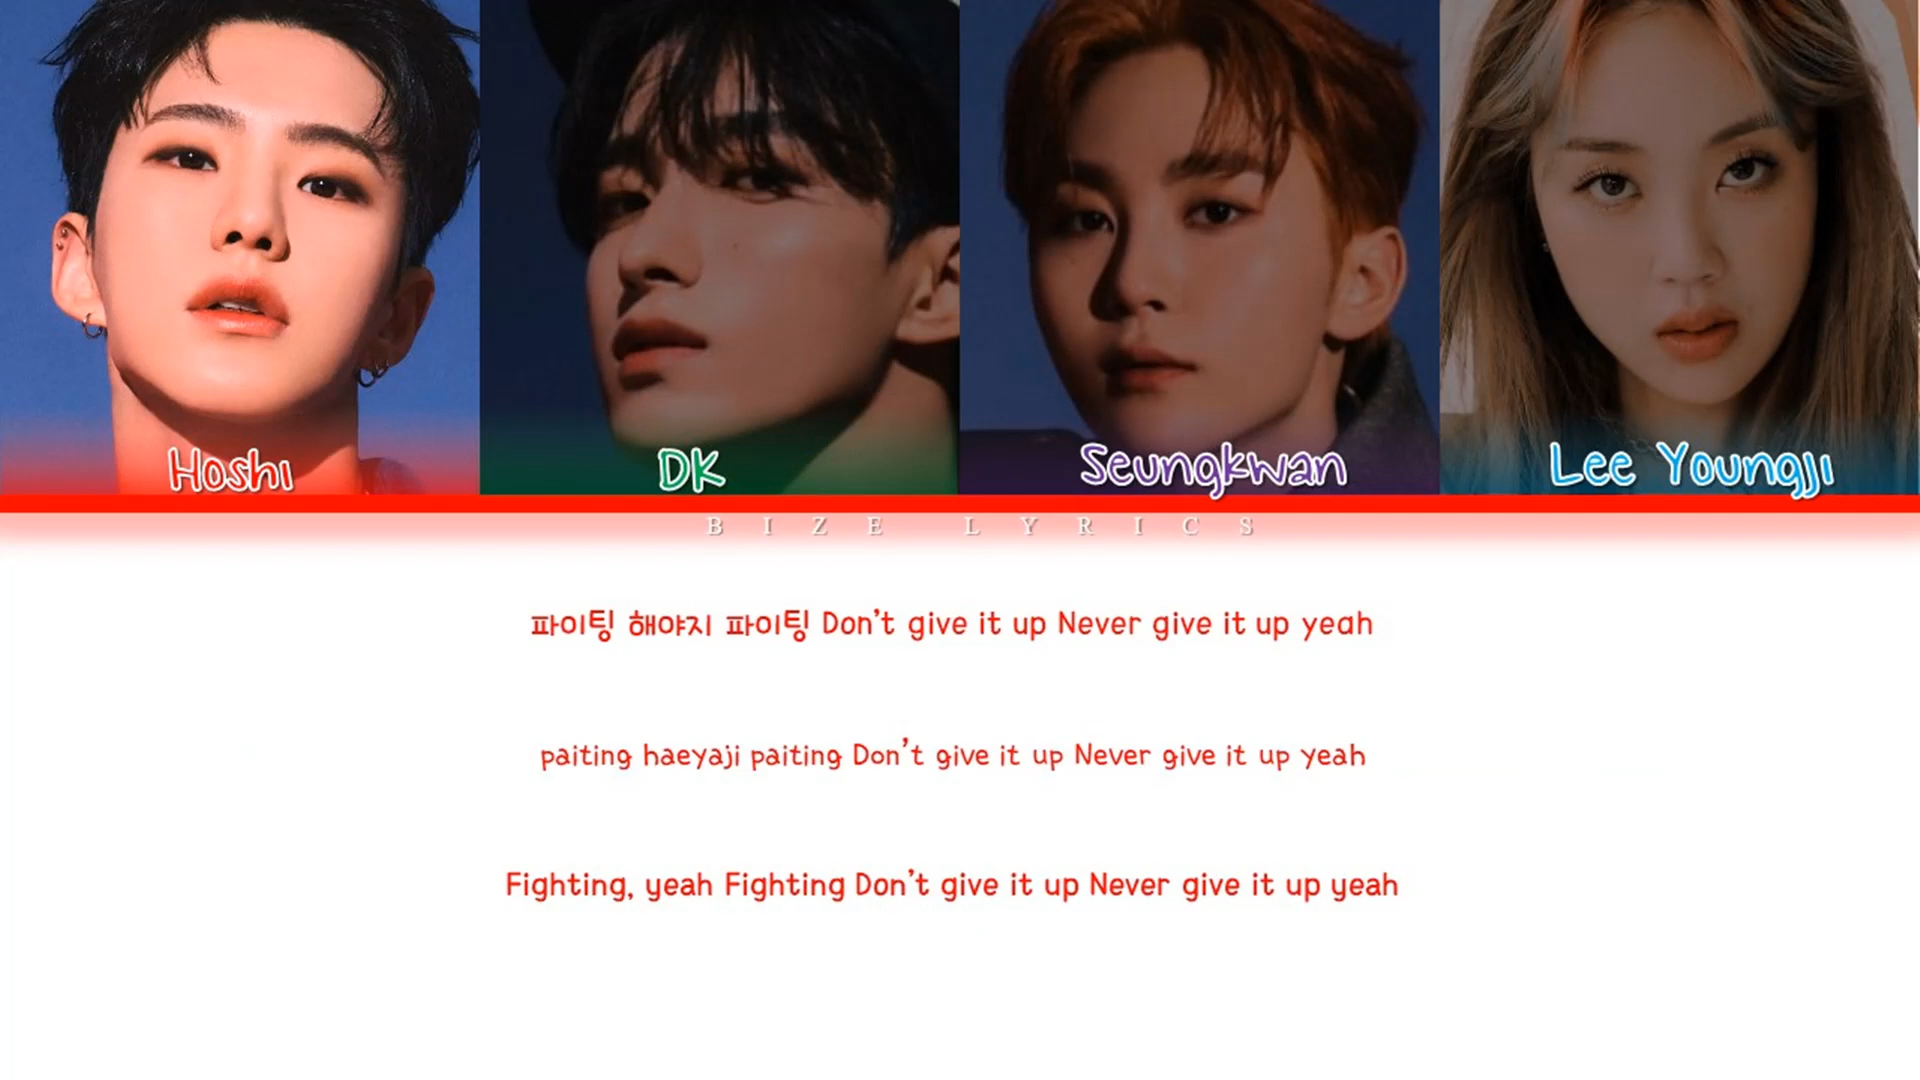 Hoshi
DK
Seungkwan
Lee Youngji
BIZE LYRICS
파이팅 해야지 파이팅 Don't give it up Never give it up yeah
paiting haeyaji paiting Don't give it up Never give it up yeah
Fighting, yeah Fighting Don't give it up Never give it up yeah